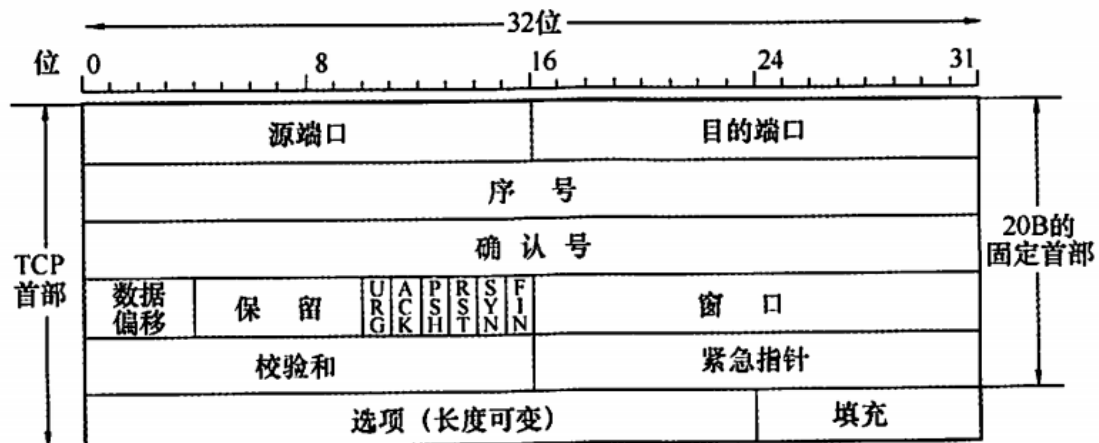 32位
位 0 8 16 24 31
源端口 目的端口
序 号
确 认 号
TCP
首部
20B的
固定首部
数据
偏移
保 留
URG
ACK
PSH
RST
SYN
FIN
窗 口
校验和 紧急指针
选项（长度可变） 填充